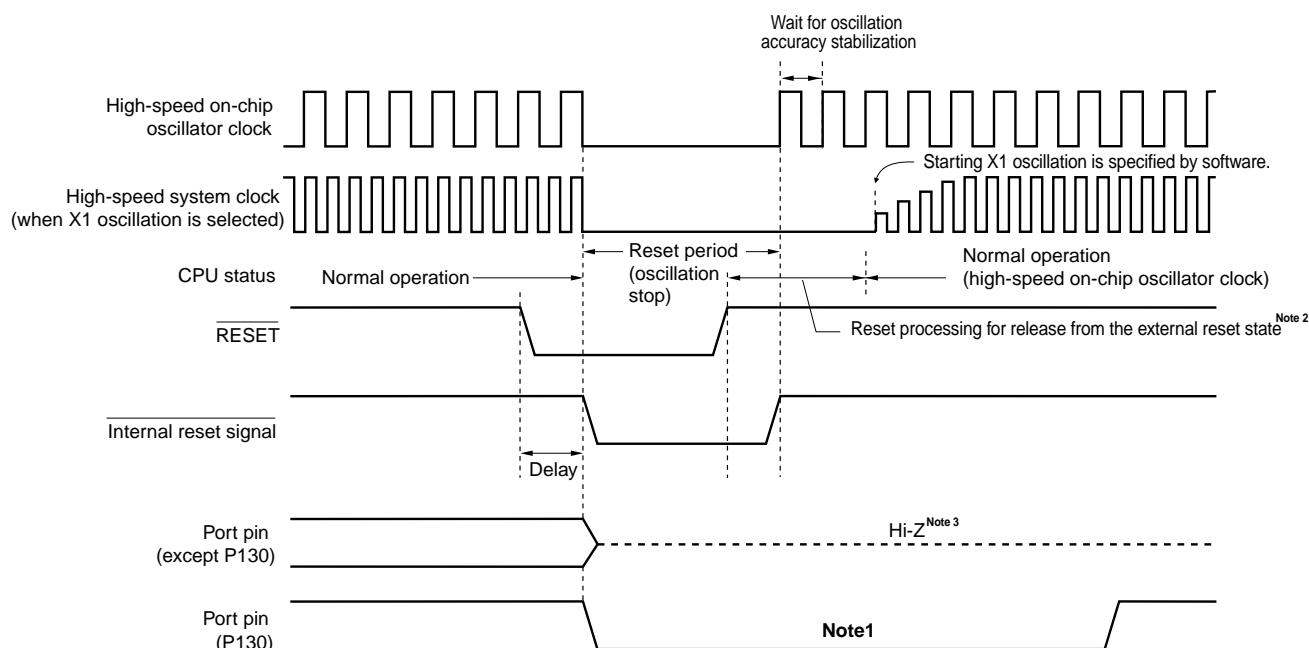 Wait for oscillation
accuracy stabilization
High-speed on-chip
oscillator clock
Starting X1 oscillation is specified by software.
High-speed system clock
(when X1 oscillation is selected)
CPU status
Normal operation
Reset period
(oscillation
stop)
Normal operation
(high-speed on-chip oscillator clock)
RESET
Reset processing for release from the external reset state Note 2
Internal reset signal
Delay
Port pin
(except P130)
Hi-Z Note 3
Port pin
(P130)
Note1